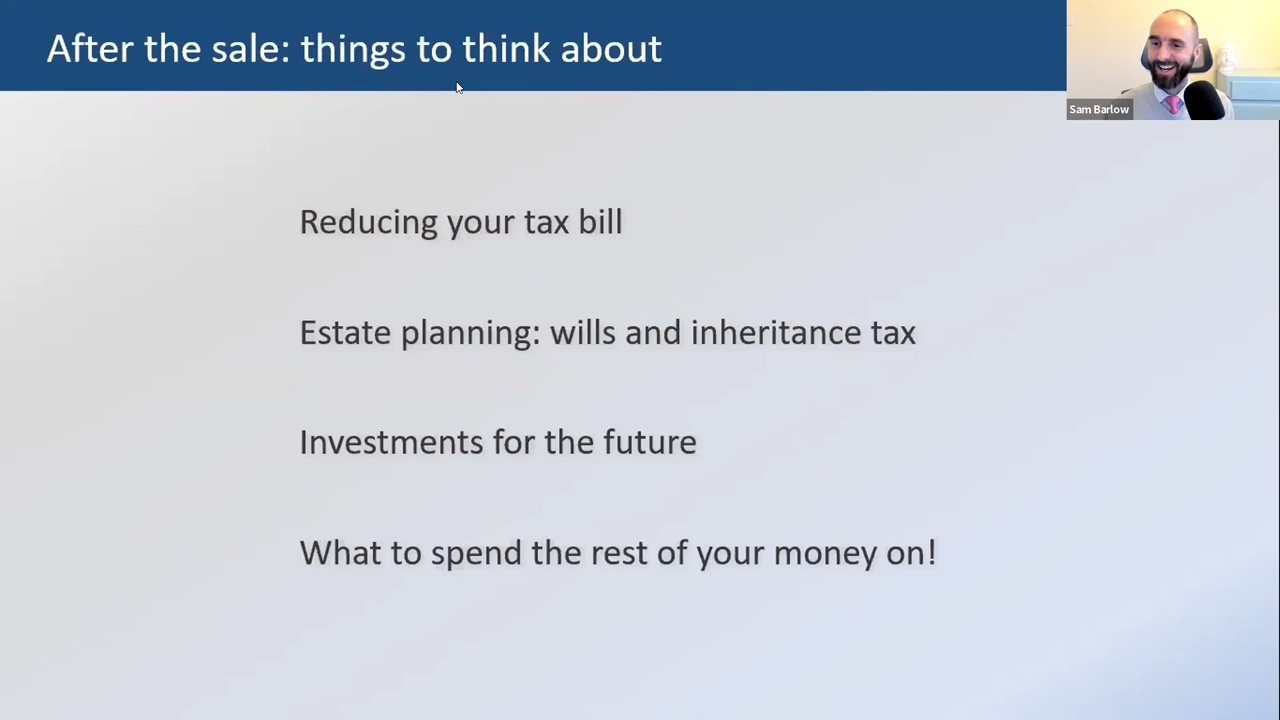 After the sale: things to think about
Sam Barlow
Reducing your tax bill
Estate planning: wills and inheritance tax
Investments for the future
What to spend the rest of your money on!